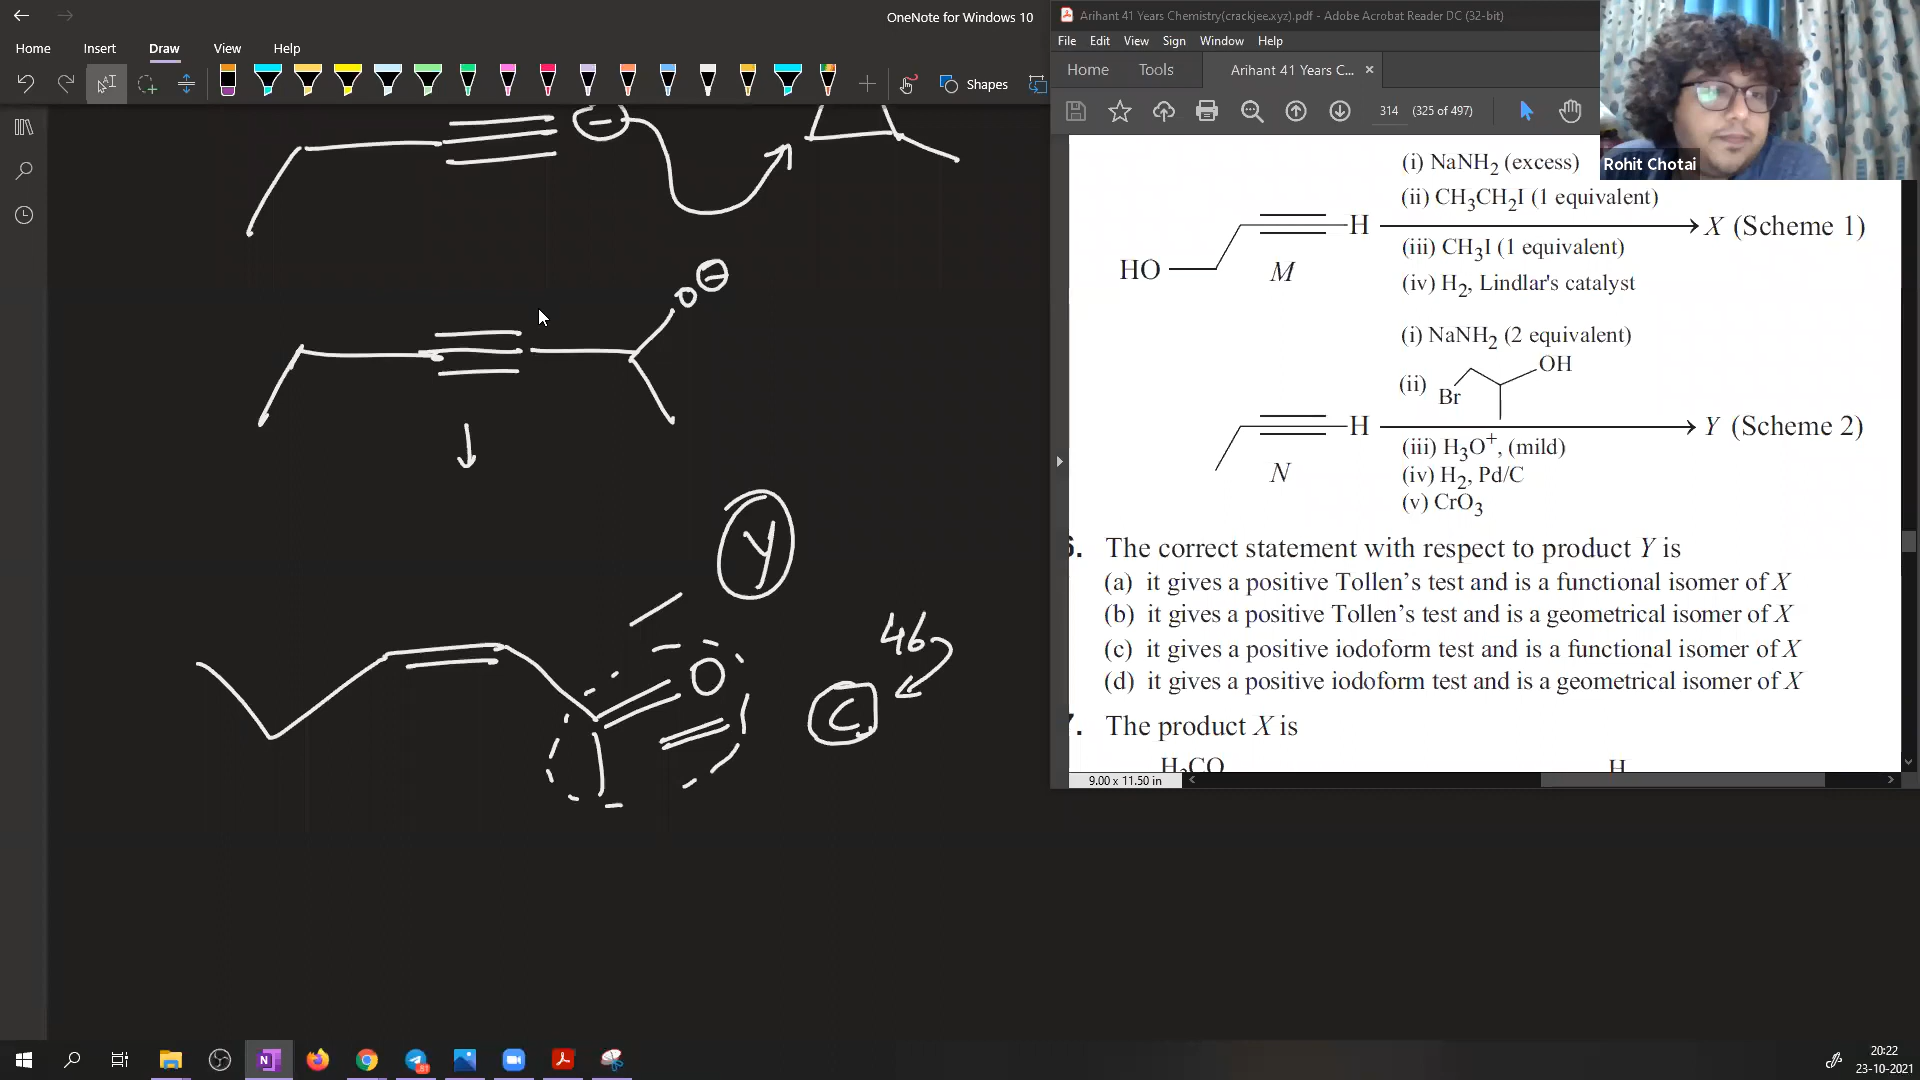 OneNote for Windows 10
Home Insert Draw View Help
Shapes
O
Y
O
46
C
Arihant 41 Years Chemistry(crackjee.xyz).pdf - Adobe Acrobat Reader DC (32-bit)
File Edit View Sign Window Help
Home Tools Arihant 41 Years C... ×
314 (325 of 497)
Rohit Chotai
(i) NaNH2 (excess)
(ii) CH3CH2I (1 equivalent)
HO H X (Scheme 1)
M
(iii) CH3I (1 equivalent)
(iv) H2, Lindlar's catalyst
(i) NaNH2 (2 equivalent)
(ii) Br OH
H Y (Scheme 2)
N
(iii) H3O+, (mild)
(iv) H2, Pd/C
(v) CrO3
6. The correct statement with respect to product Y is
(a) it gives a positive Tollen’s test and is a functional isomer of X
(b) it gives a positive Tollen’s test and is a geometrical isomer of X
(c) it gives a positive iodoform test and is a functional isomer of X
(d) it gives a positive iodoform test and is a geometrical isomer of X
7. The product X is
H3CO H
9.00 x 11.50 in
20:22
23-10-2021